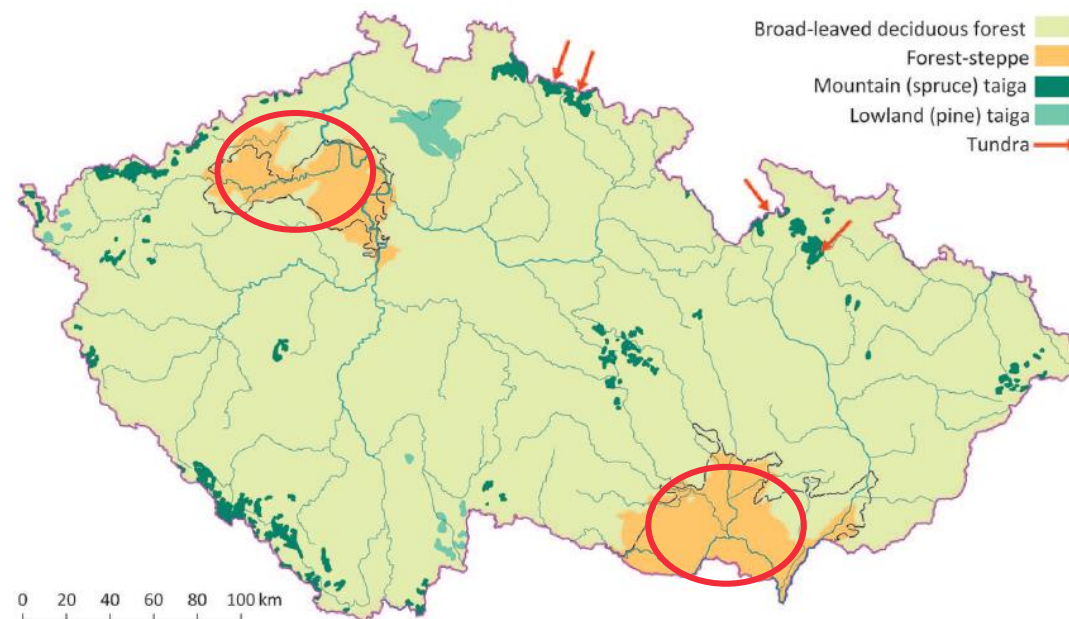 Broad-leaved deciduous forest
Forest-steppe
Mountain (spruce) taiga
Lowland (pine) taiga
Tundra
0 20 40 60 80 100 km